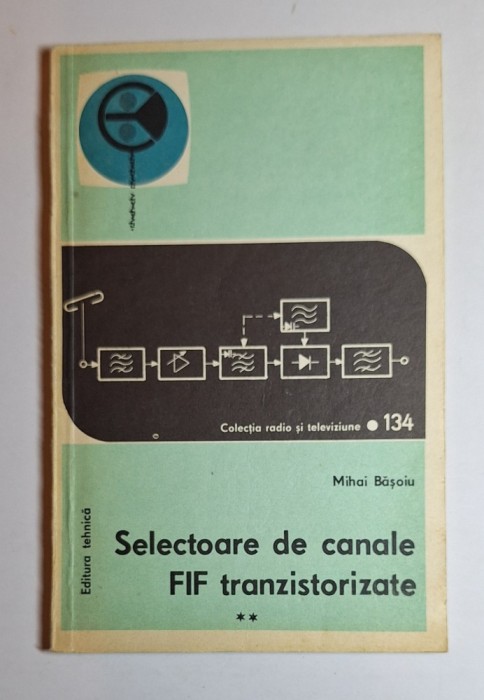 Colecția radio și televiziune ● 134
Mihai Bășoiu
Editura tehnică
Selectoare de canale
FIF tranzistorizate
**